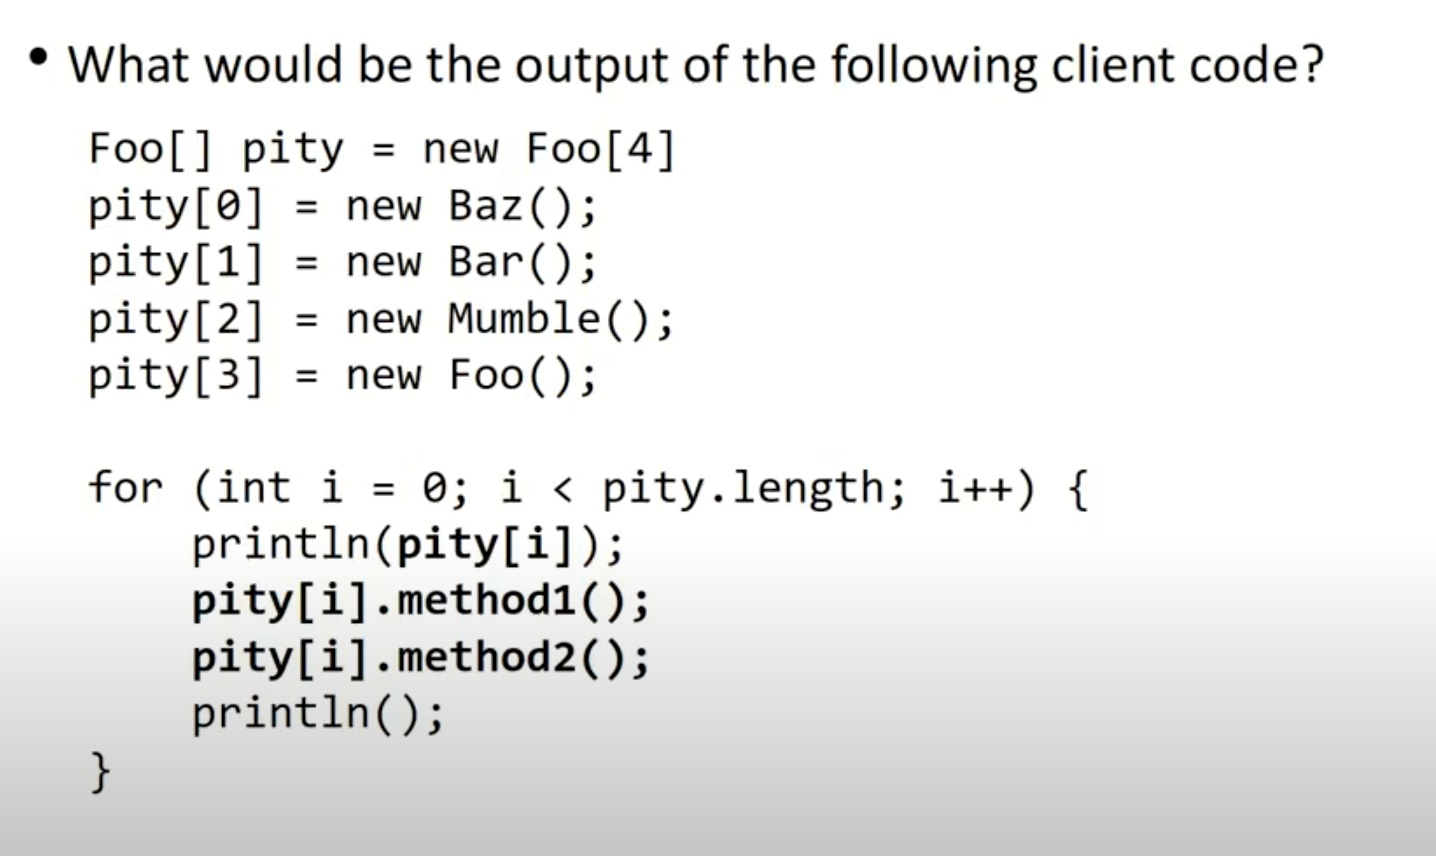 • What would be the output of the following client code?
Foo[] pity = new Foo[4]
pity[0] = new Baz();
pity[1] = new Bar();
pity[2] = new Mumble();
pity[3] = new Foo();
for (int i = 0; i < pity.length; i++) {
println(pity[i]);
pity[i].method1();
pity[i].method2();
println();
}